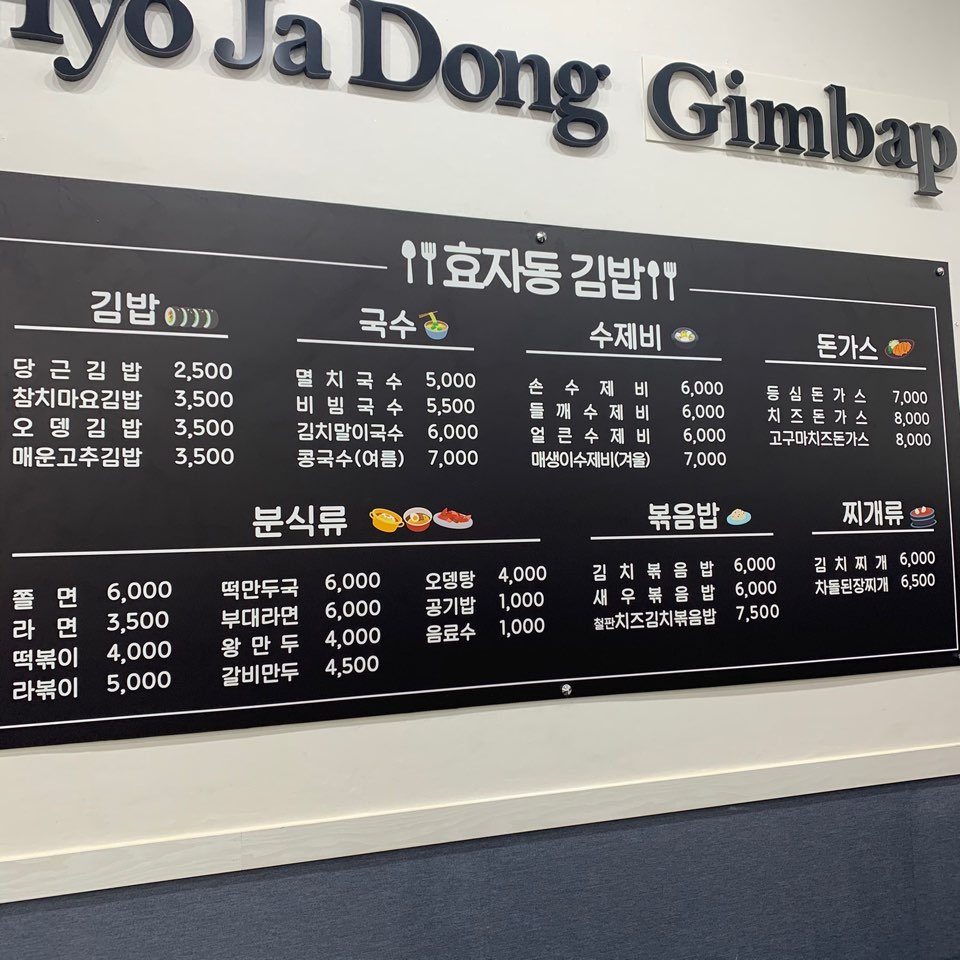 Hyo Ja Dong Gimbap
효자동 김밥
김밥
당근김밥 2,500
참치마요김밥 3,500
오뎅김밥 3,500
매운고추김밥 3,500
국수
멸치국수 5,000
비빔국수 5,500
김치말이국수 6,000
콩국수(여름) 7,000
수제비
손수제비 6,000
들깨수제비 6,000
얼큰수제비 6,000
매생이수제비(겨울) 7,000
돈가스
등심돈가스 7,000
치즈돈가스 8,000
고구마치즈돈가스 8,000
분식류
쫄면 6,000
라면 3,500
떡볶이 4,000
라볶이 5,000
떡만두국 6,000
부대라면 6,000
왕만두 4,000
갈비만두 4,500
오뎅탕 4,000
공기밥 1,000
음료수 1,000
볶음밥
김치볶음밥 6,000
새우볶음밥 6,000
철판치즈김치볶음밥 7,500
찌개류
김치찌개 6,000
차돌된장찌개 6,500